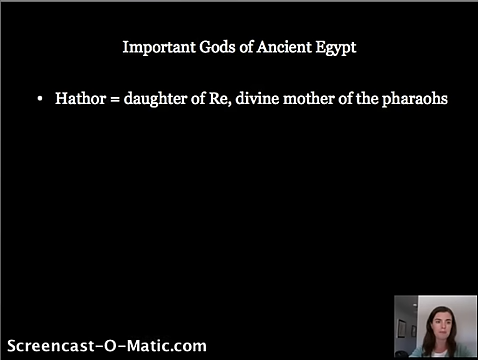 Important Gods of Ancient Egypt
• Hathor = daughter of Re, divine mother of the pharaohs
Screencast-O-Matic.com